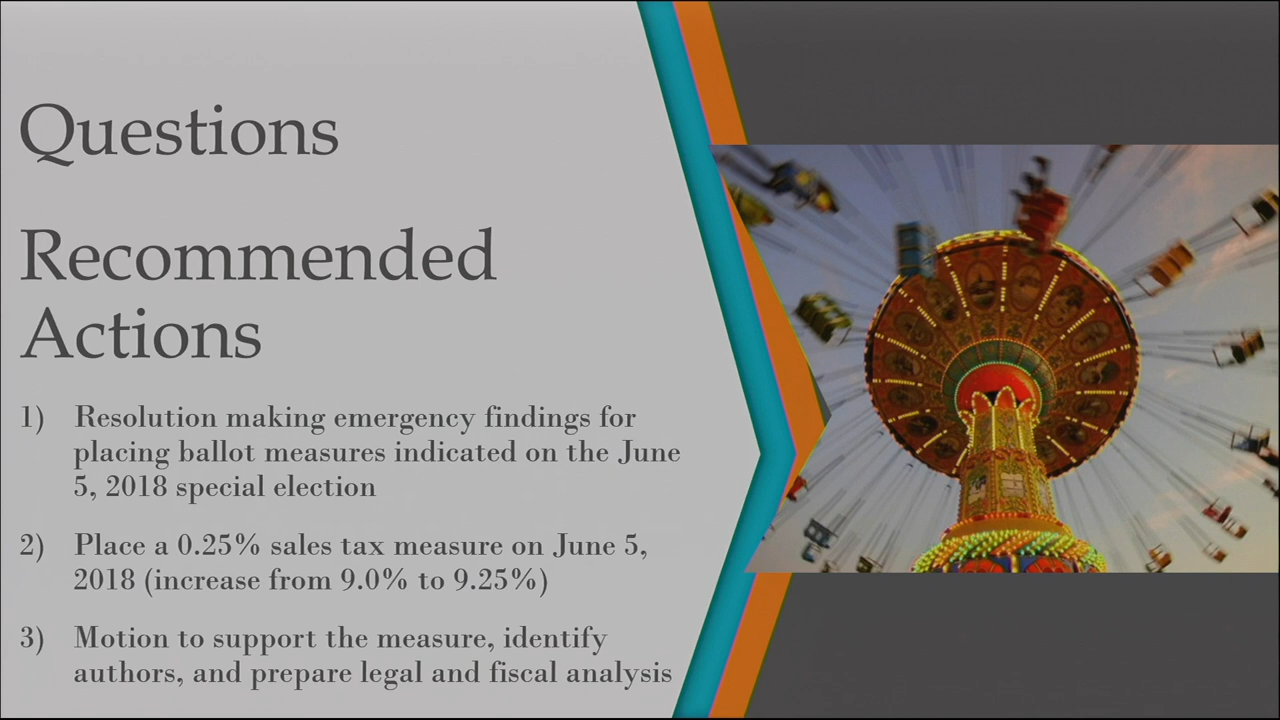 Questions
Recommended
Actions
1) Resolution making emergency findings for
placing ballot measures indicated on the June
5, 2018 special election
2) Place a 0.25% sales tax measure on June 5,
2018 (increase from 9.0% to 9.25%)
3) Motion to support the measure, identify
authors, and prepare legal and fiscal analysis